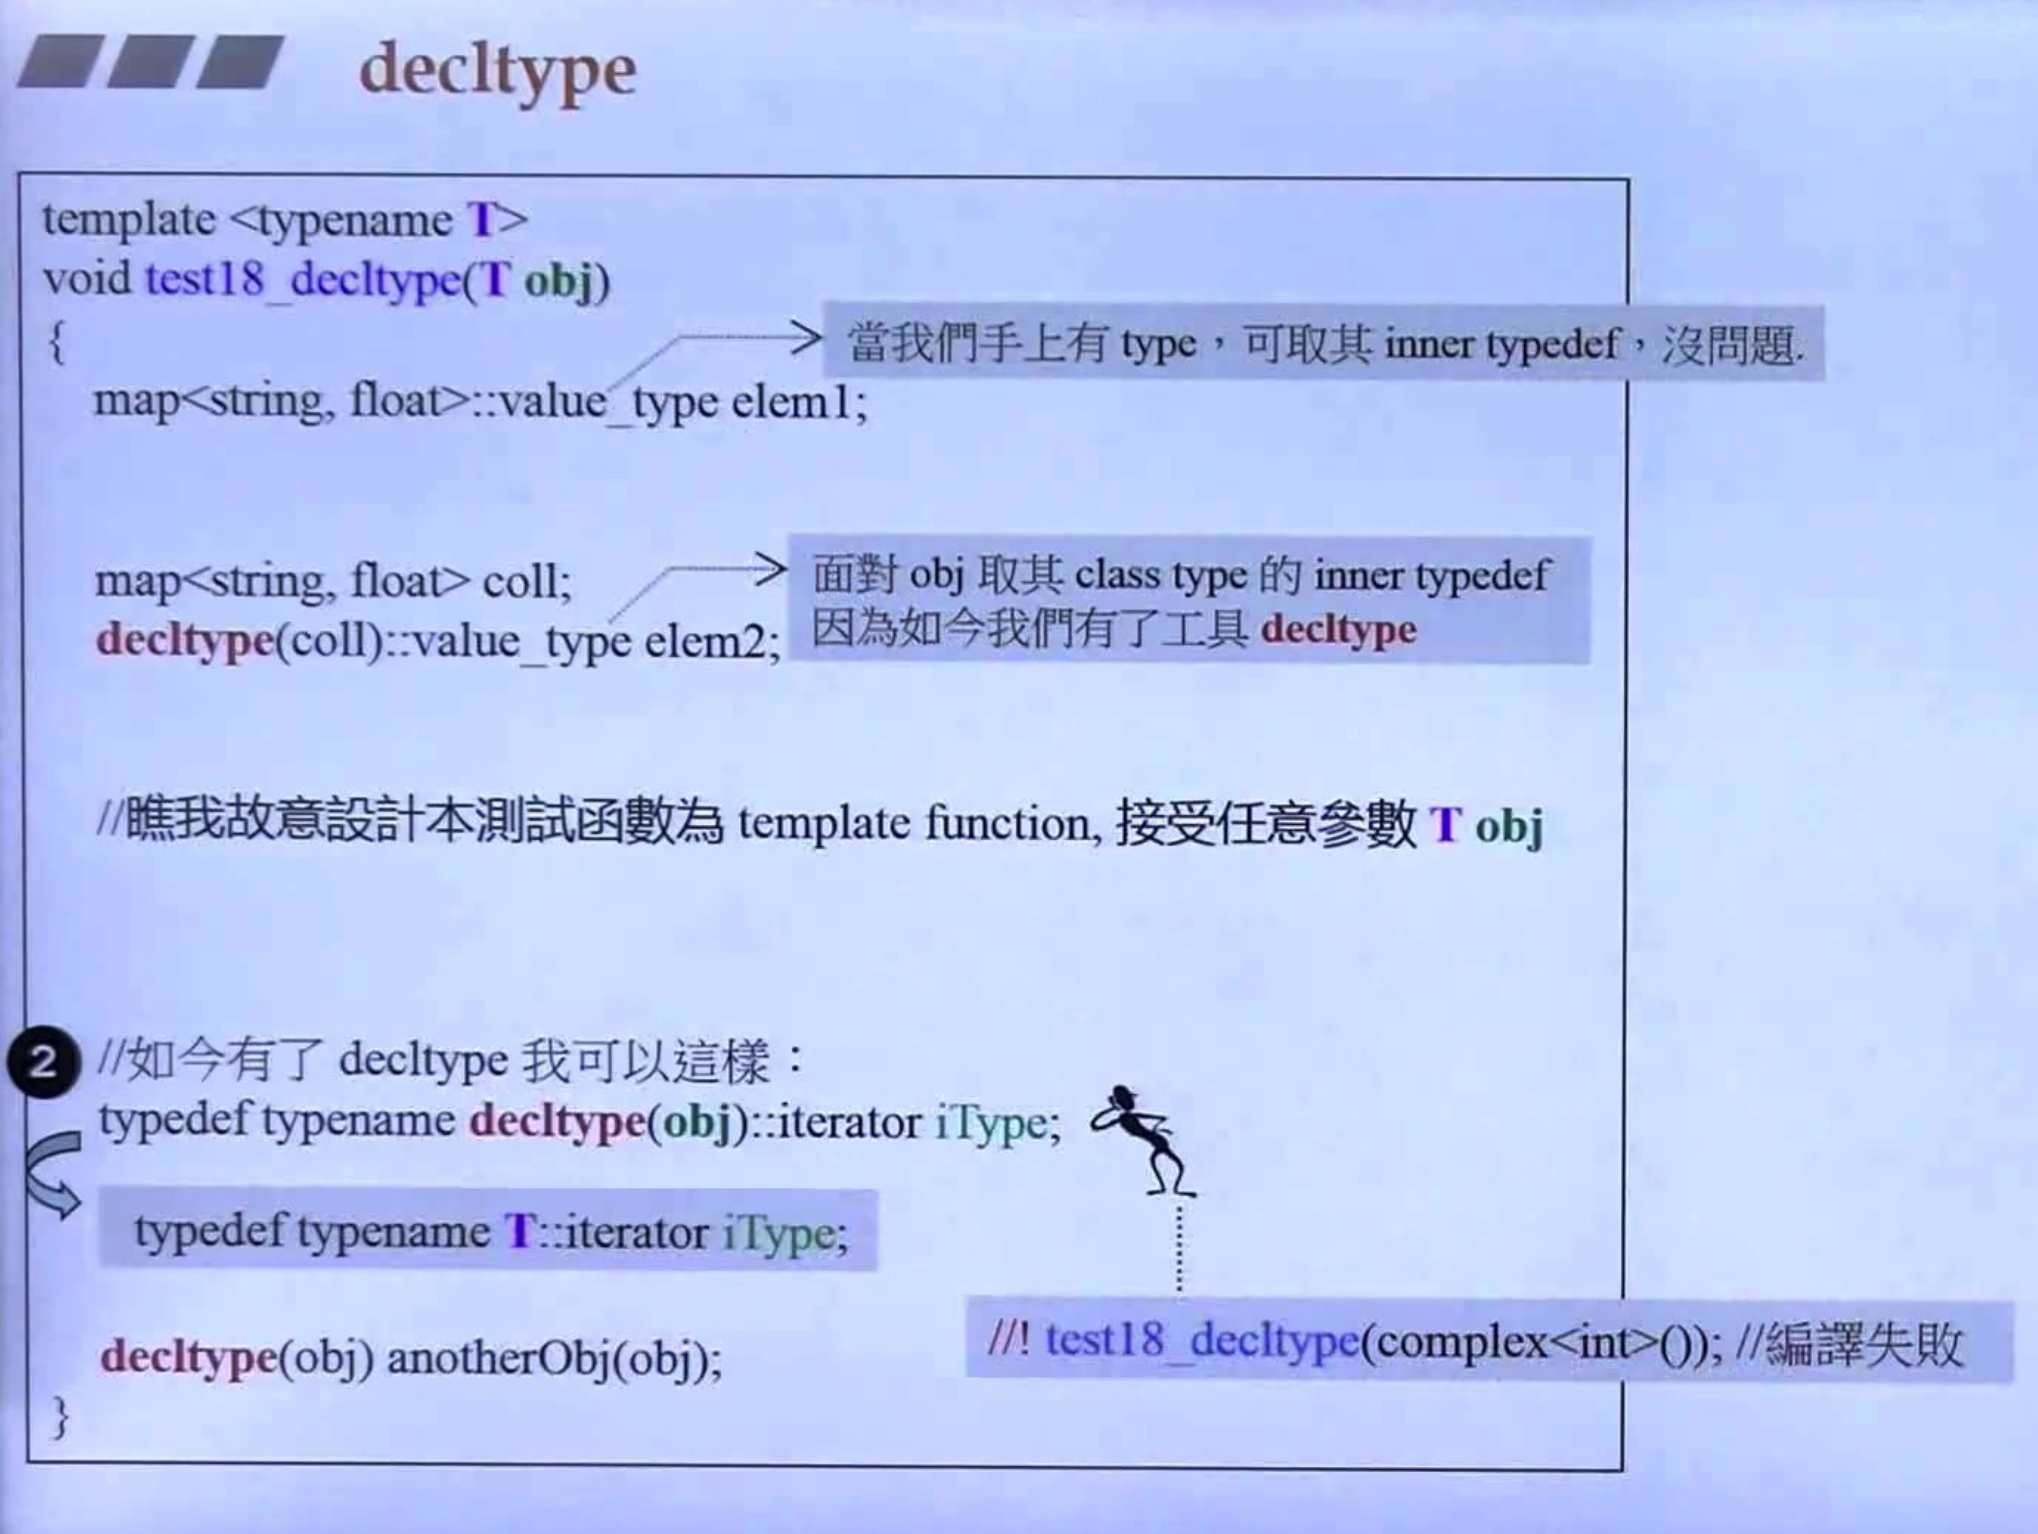 decltype
template <typename T>
void test18_decltype(T obj)
{
當我們手上有 type，可取其 inner typedef，沒問題.
map<string, float>::value_type elem1;
map<string, float> coll;
decltype(coll)::value_type elem2;
面對 obj 取其 class type 的 inner typedef
因為如今我們有了工具 decltype
//瞧我故意設計本測試函數為 template function, 接受任意參數 T obj
2
//如今有了 decltype 我可以這樣：
typedef typename decltype(obj)::iterator iType;
typedef typename T::iterator iType;
decltype(obj) anotherObj(obj);
//! test18_decltype(complex<int>()); //編譯失敗
}